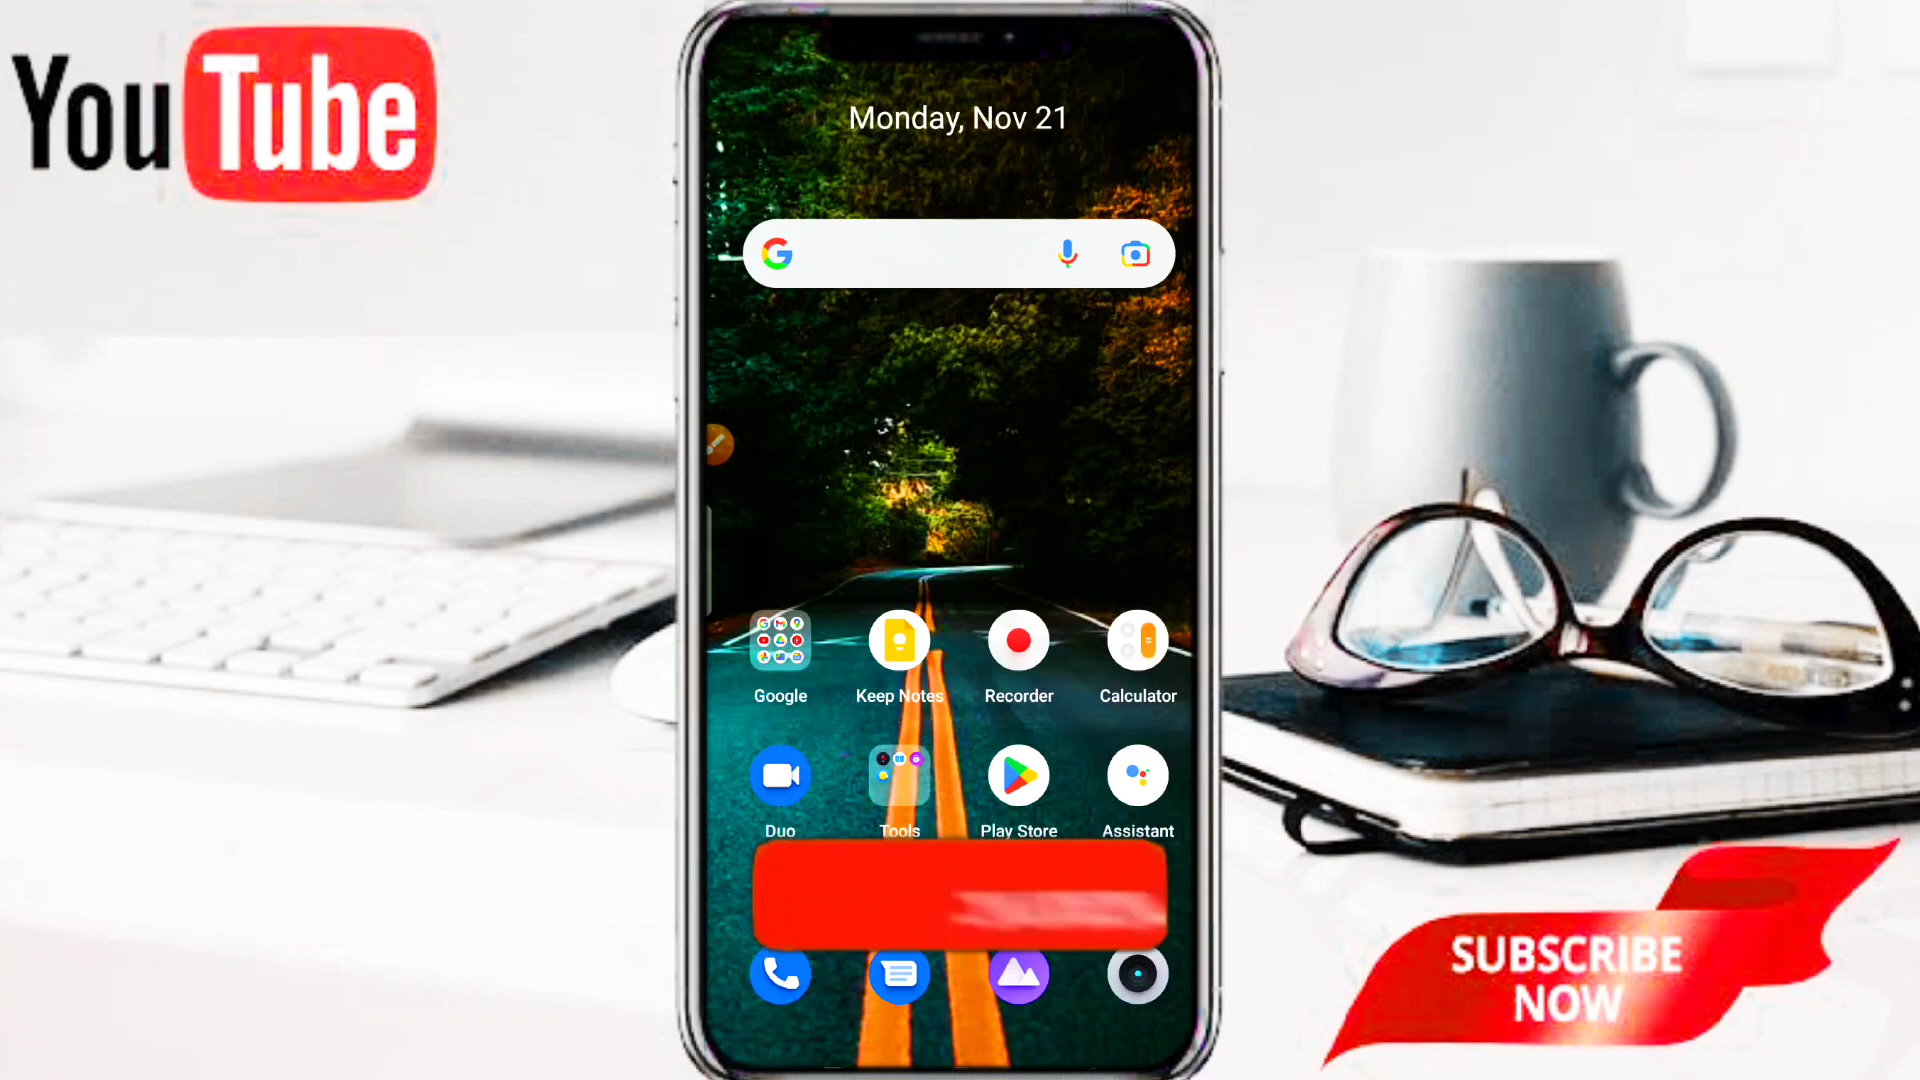 YouTube
Monday, Nov 21
Google
Keep Notes
Recorder
Calculator
Duo
Tools
Play Store
Assistant
SUBSCRIBE
NOW